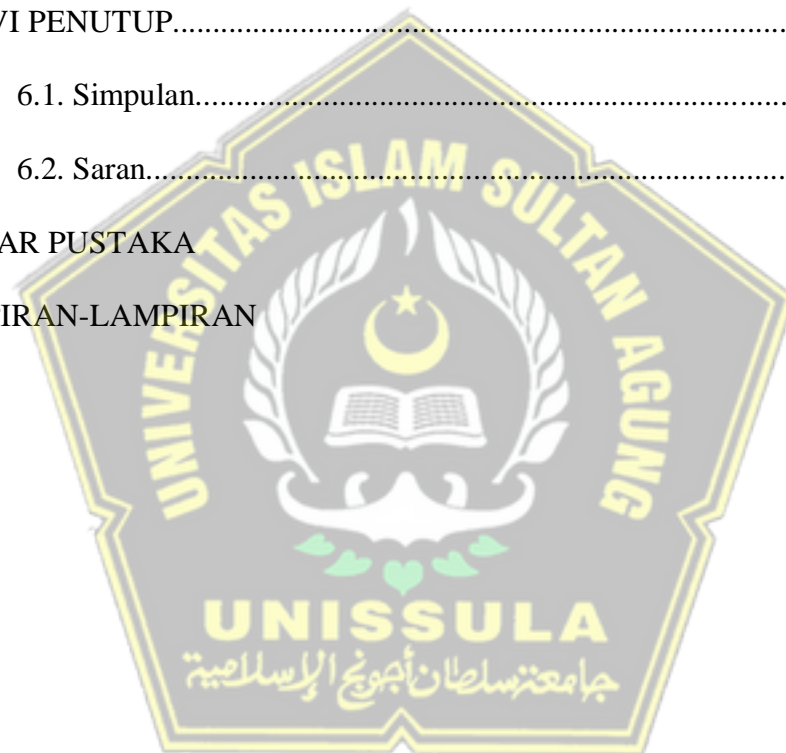 VI PENUTUP...............................................................................
6.1. Simpulan............................................................................
6.2. Saran.................................................................................
AR PUSTAKA
PIRAN-LAMPIRAN
UNIVERSITAS ISLAM SULTAN AGUNG
UNISSULA
جامعة سلطان أجونج الإسلامية